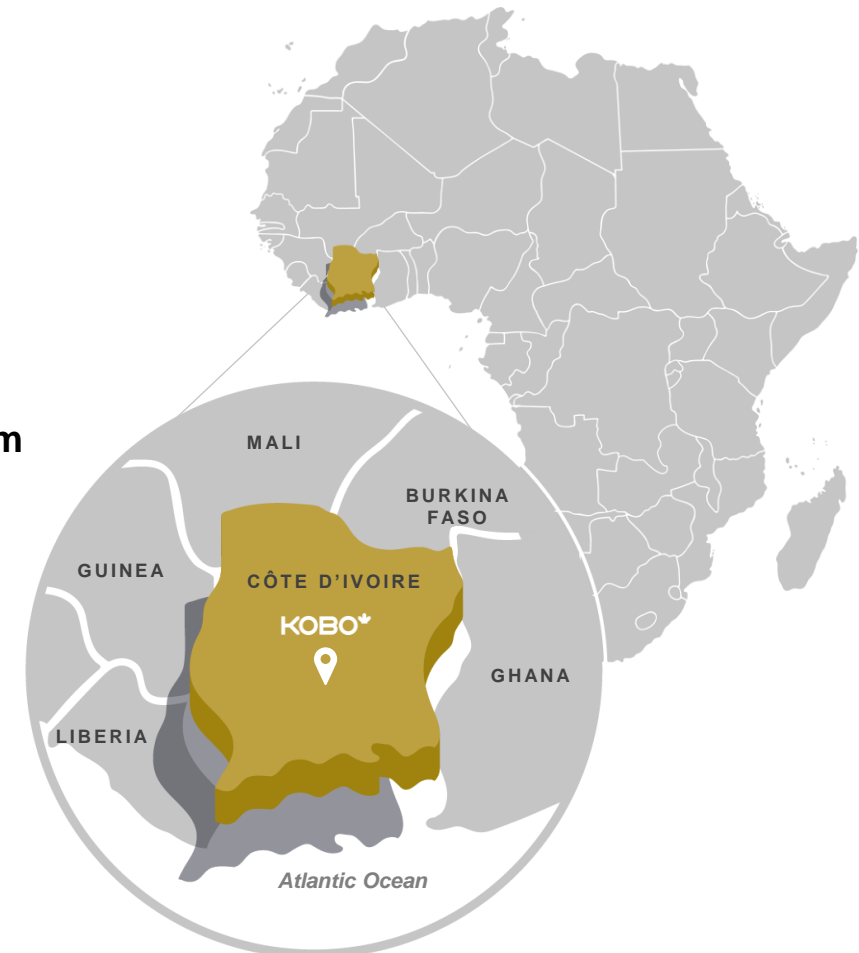 m
MALI
BURKINA
FASO
GUINEA
CÔTE D’IVOIRE
KOBO
GHANA
LIBERIA
Atlantic Ocean